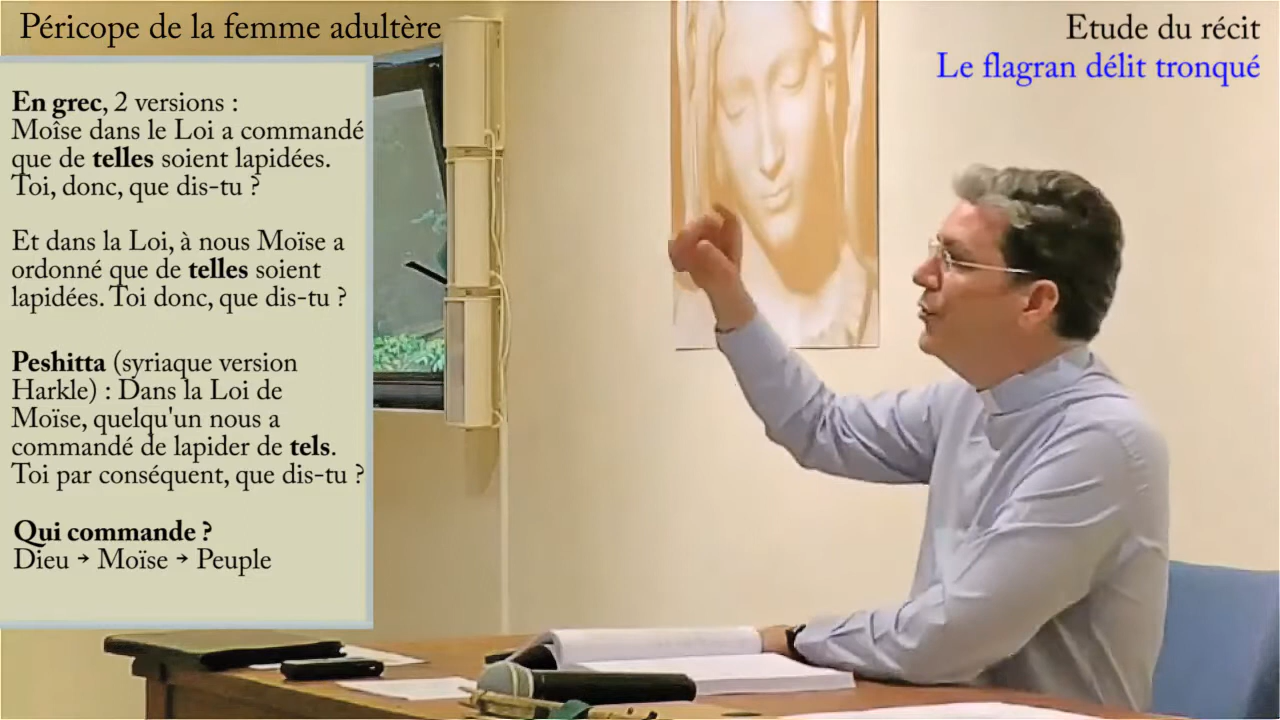 Péricope de la femme adultère
Etude du récit
Le flagran délit tronqué
En grec, 2 versions :
Moîse dans le Loi a commandé
que de telles soient lapidées.
Toi, donc, que dis-tu ?
Et dans la Loi, à nous Moïse a
ordonné que de telles soient
lapidées. Toi donc, que dis-tu ?
Peshitta (syriaque version
Harkle) : Dans la Loi de
Moïse, quelqu'un nous a
commandé de lapider de tels.
Toi par conséquent, que dis-tu ?
Qui commande ?
Dieu → Moïse → Peuple